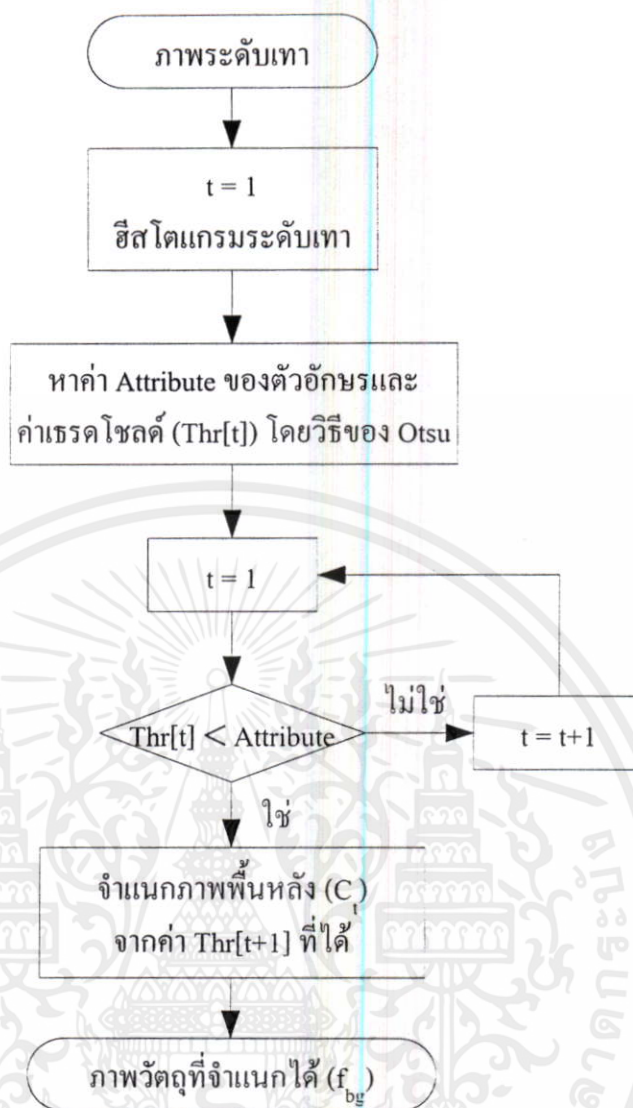 ภาพระดับเทา
t = 1
ฮีสโตแกรมระดับเทา
หาค่า Attribute ของตัวอักษรและ
ค่าเธรดโชลด์ (Thr[t]) โดยวิธีของ Otsu
t = 1
Thr[t] < Attribute
ไม่ใช่
t = t+1
ใช่
จำแนกภาพพื้นหลัง (C_t)
จากค่า Thr[t+1] ที่ได้
ภาพวัตถุที่จำแนกได้ (f_bg)